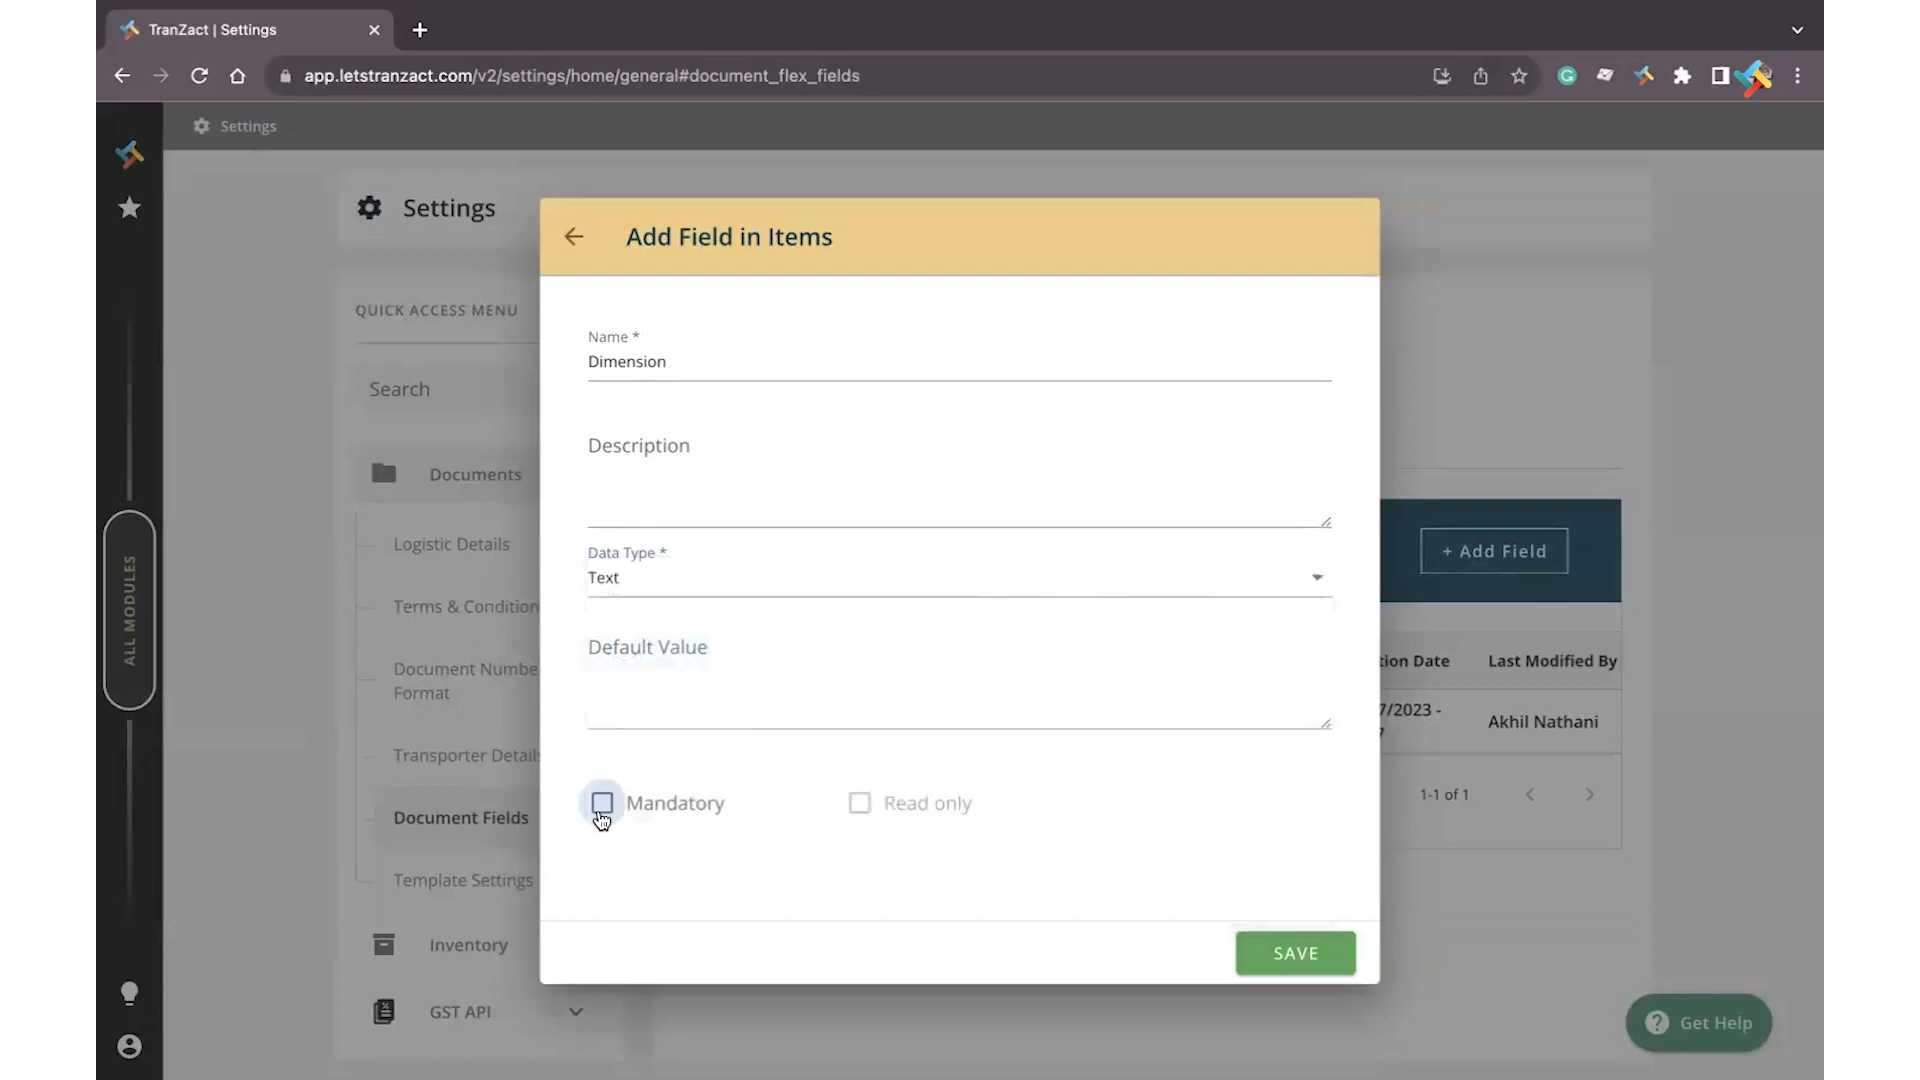 TranZact | Settings
app.letstranzact.com/v2/settings/home/general#document_flex_fields
Settings
Settings
QUICK ACCESS MENU
Search
Documents
Logistic Details
Terms & Condition
Document Numbe
Format
Transporter Details
Document Fields
Template Settings
Inventory
GST API
ALL MODULES
Add Field in Items
Name *
Dimension
Description
Data Type *
Text
Default Value
Mandatory
Read only
SAVE
+ Add Field
tion Date
Last Modified By
7/2023 -
7
Akhil Nathani
1-1 of 1
Get Help